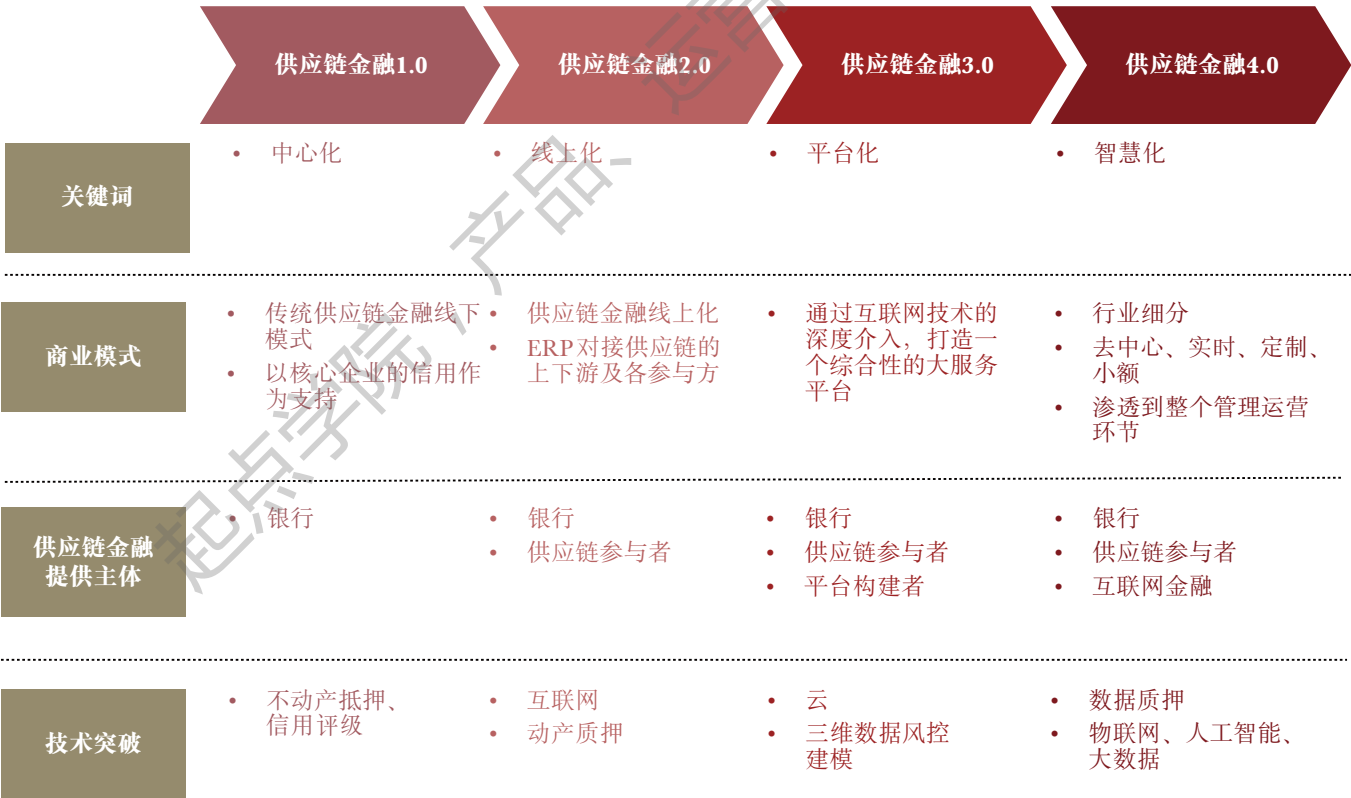 供应链金融1.0
供应链金融2.0
供应链金融3.0
供应链金融4.0
关键词
• 中心化
• 线上化
• 平台化
• 智慧化
商业模式
• 传统供应链金融线下
模式
• 以核心企业的信用作
为支持
• 供应链金融线上化
• ERP对接供应链的
上下游及各参与方
• 通过互联网技术的
深度介入，打造一
个综合性的大服务
平台
• 行业细分
• 去中心、实时、定制、
小额
• 渗透到整个管理运营
环节
供应链金融
提供主体
• 银行
• 银行
• 供应链参与者
• 银行
• 供应链参与者
• 平台构建者
• 银行
• 供应链参与者
• 互联网金融
技术突破
• 不动产抵押、
信用评级
• 互联网
• 动产质押
• 云
• 三维数据风控
建模
• 数据质押
• 物联网、人工智能、
大数据
起点学院，产品、运营